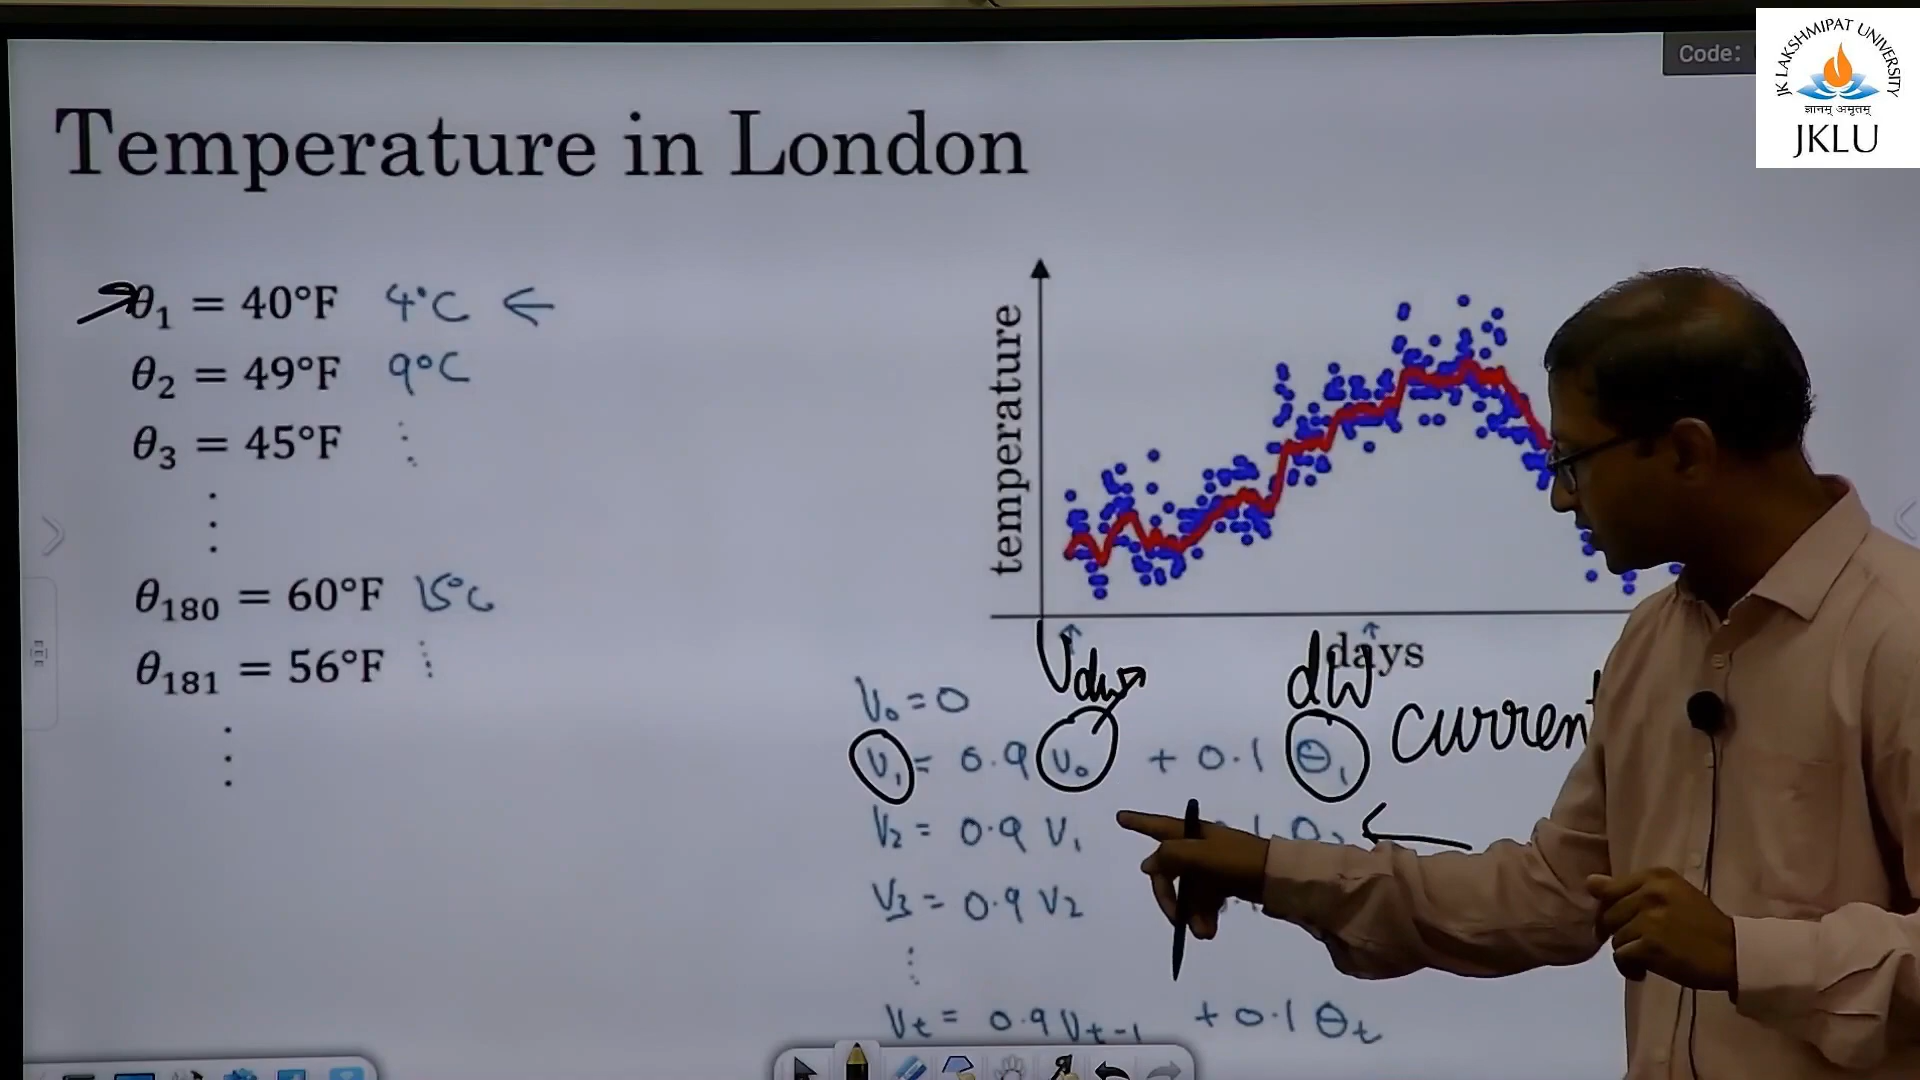 Code:
JK LAKSHMIPAT UNIVERSITY
ज्ञानम् अमृतम्
JKLU
Temperature in London
θ₁ = 40°F 4°C ←
θ₂ = 49°F 9°C
θ₃ = 45°F
θ₁₈₀ = 60°F 15°C
θ₁₈₁ = 56°F
temperature
days
Vdw
dW
V₀ = 0
V₁ = 0.9 V₀ + 0.1 θ₁ current
V₂ = 0.9 V₁
V₃ = 0.9 V₂
Vt = 0.9 Vt-1 + 0.1 θt